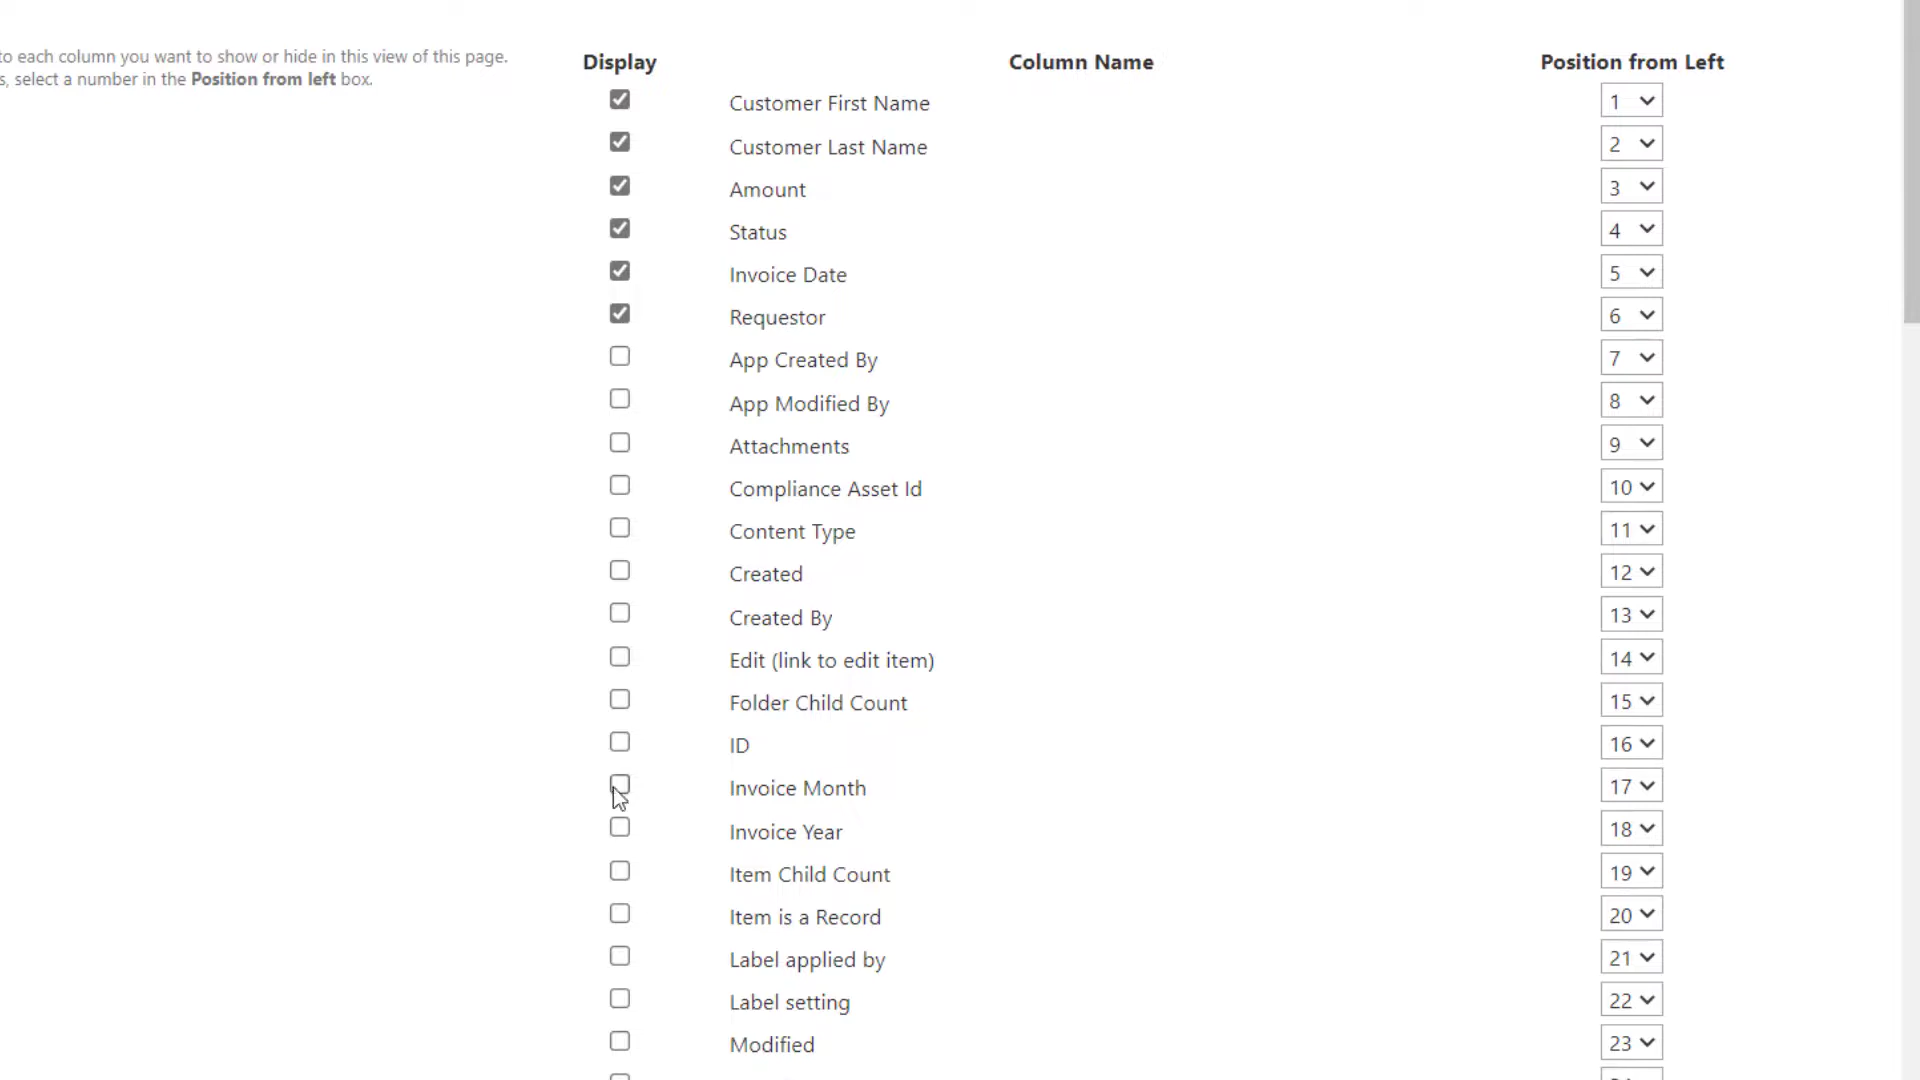 to each column you want to show or hide in this view of this page.
s, select a number in the Position from left box.
Display Column Name Position from Left
Customer First Name 1
Customer Last Name 2
Amount 3
Status 4
Invoice Date 5
Requestor 6
App Created By 7
App Modified By 8
Attachments 9
Compliance Asset Id 10
Content Type 11
Created 12
Created By 13
Edit (link to edit item) 14
Folder Child Count 15
ID 16
Invoice Month 17
Invoice Year 18
Item Child Count 19
Item is a Record 20
Label applied by 21
Label setting 22
Modified 23